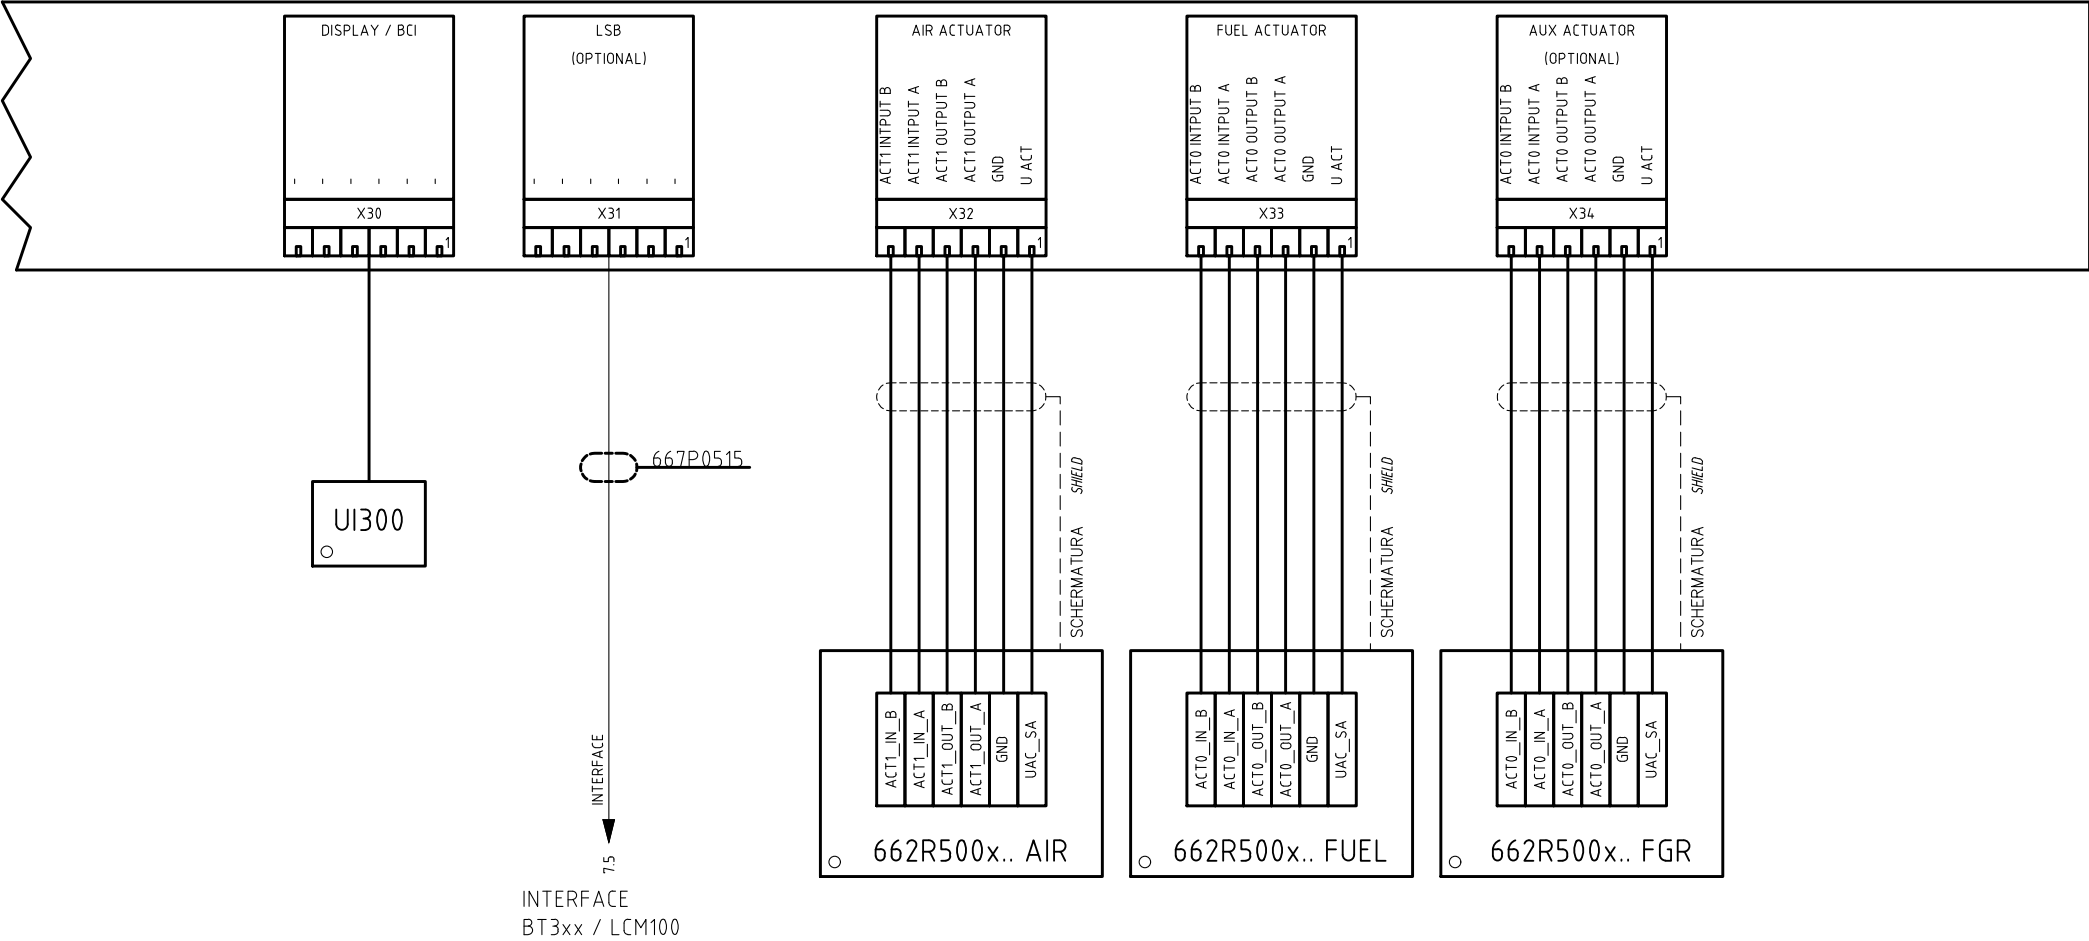 DISPLAY / BCI
X30
1
UI300
LSB
(OPTIONAL)
X31
1
667P0515
INTERFACE
7.5
INTERFACE
BT3xx / LCM100
AIR ACTUATOR
ACT1 INTPUT B
ACT1 INTPUT A
ACT1 OUTPUT B
ACT1 OUTPUT A
GND
U ACT
X32
1
SCHERMATURA
SHIELD
ACT1_IN_B
ACT1_IN_A
ACT1_OUT_B
ACT1_OUT_A
GND
UAC_SA
662R500x.. AIR
FUEL ACTUATOR
ACT0 INTPUT B
ACT0 INTPUT A
ACT0 OUTPUT B
ACT0 OUTPUT A
GND
U ACT
X33
1
SCHERMATURA
SHIELD
ACT0_IN_B
ACT0_IN_A
ACT0_OUT_B
ACT0_OUT_A
GND
UAC_SA
662R500x.. FUEL
AUX ACTUATOR
(OPTIONAL)
ACT0 INTPUT B
ACT0 INTPUT A
ACT0 OUTPUT B
ACT0 OUTPUT A
GND
U ACT
X34
1
SCHERMATURA
SHIELD
ACT0_IN_B
ACT0_IN_A
ACT0_OUT_B
ACT0_OUT_A
GND
UAC_SA
662R500x.. FGR